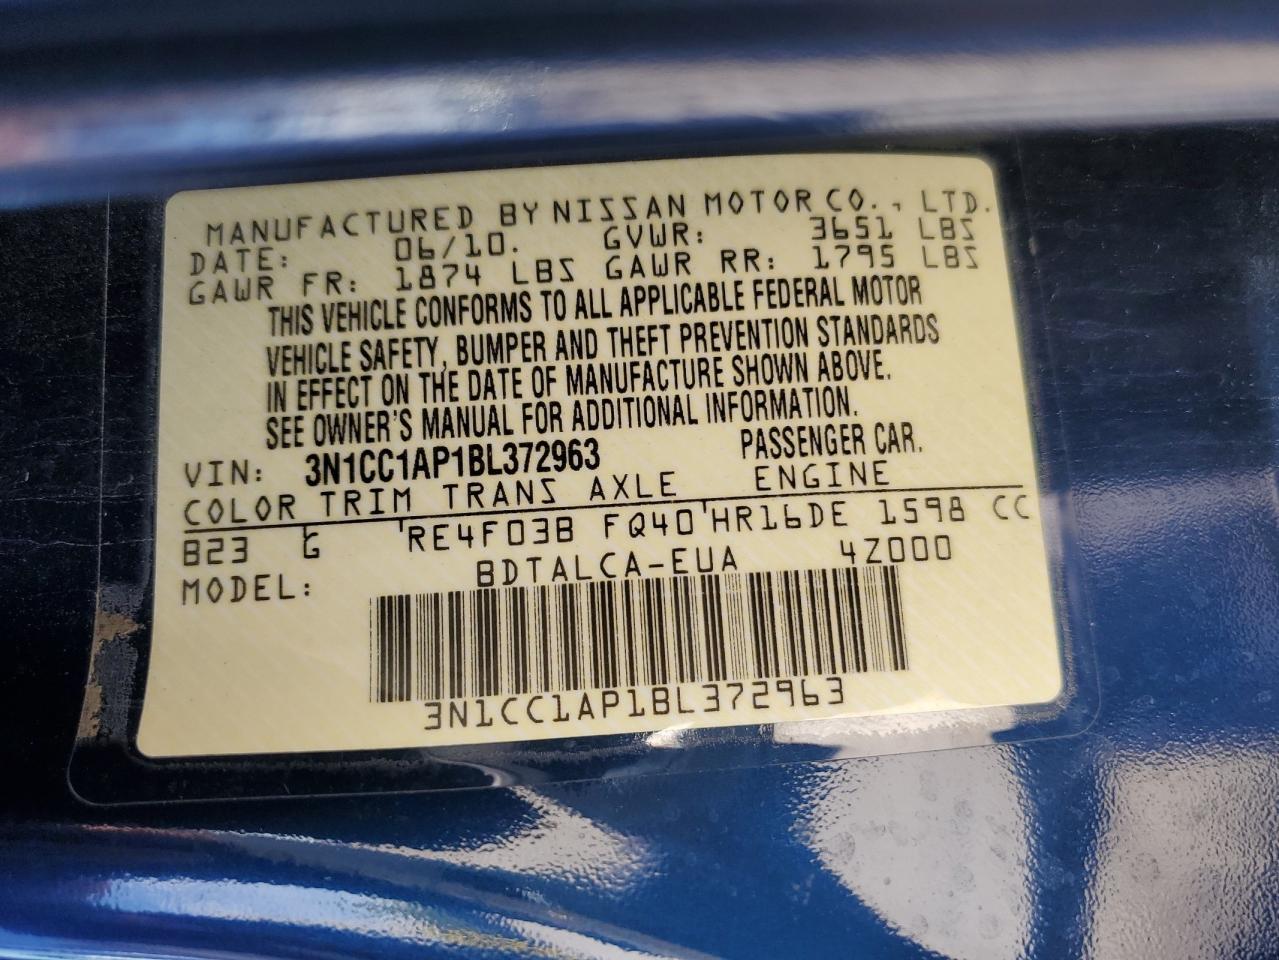 MANUFACTURED BY NISSAN MOTOR CO., LTD.
DATE: 06/10. GVWR: 3651 LBS
GAWR FR: 1874 LBS GAWR RR: 1795 LBS
THIS VEHICLE CONFORMS TO ALL APPLICABLE FEDERAL MOTOR
VEHICLE SAFETY, BUMPER AND THEFT PREVENTION STANDARDS
IN EFFECT ON THE DATE OF MANUFACTURE SHOWN ABOVE.
SEE OWNER'S MANUAL FOR ADDITIONAL INFORMATION.
VIN: 3N1CC1AP1BL372963 PASSENGER CAR.
COLOR TRIM TRANS AXLE ENGINE
B23 G RE4F03B FQ40 HR16DE 1598 CC
MODEL: BDTALCA-EUA 4Z000
3N1CC1AP1BL372963